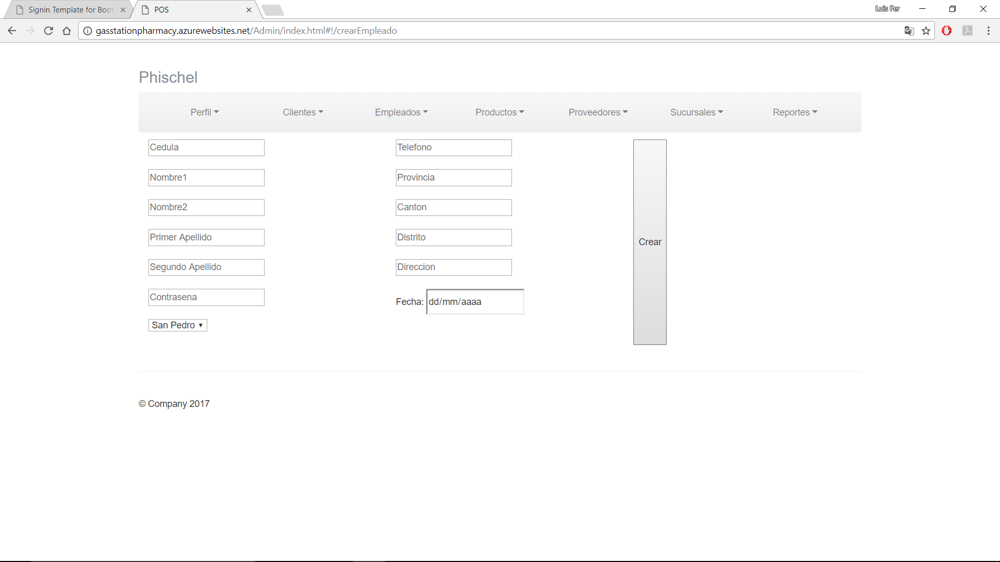 Signin Template for Boot
POS
Luis Fer
gasstationpharmacy.azurewebsites.net/Admin/index.html#!/crearEmpleado
Phischel
Perfil Clientes Empleados Productos Proveedores Sucursales Reportes
Cedula
Nombre1
Nombre2
Primer Apellido
Segundo Apellido
Contrasena
San Pedro
Telefono
Provincia
Canton
Distrito
Direccion
Fecha: dd/mm/aaaa
Crear
© Company 2017